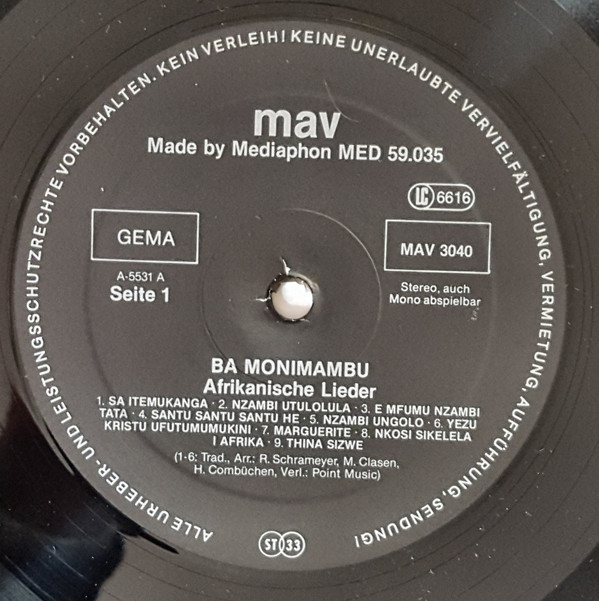 ALLE URHEBER- UND LEISTUNGSSCHUTZRECHTE VORBEHALTEN. KEIN VERLEIH! KEINE UNERLAUBTE VERVIELFÄLTIGUNG, VERMIETUNG, AUFFÜHRUNG, SENDUNG!
mav
Made by Mediaphon MED 59.035
LC 6616
GEMA
MAV 3040
A-5531 A
Seite 1
Stereo, auch
Mono abspielbar
BA MONIMAMBU
Afrikanische Lieder
1. SA ITEMUKANGA · 2. NZAMBI UTULOLULA · 3. E MFUMU NZAMBI
TATA · 4. SANTU SANTU SANTU HE · 5. NZAMBI UNGOLO · 6. YEZU
KRISTU UFUTUMUMUKINI · 7. MARGUERITE · 8. NKOSI SIKELELA
I AFRIKA · 9. THINA SIZWE
(1-6: Trad., Arr.: R. Schrameyer, M. Clasen,
H. Combüchen, Verl.: Point Music)
ST 33